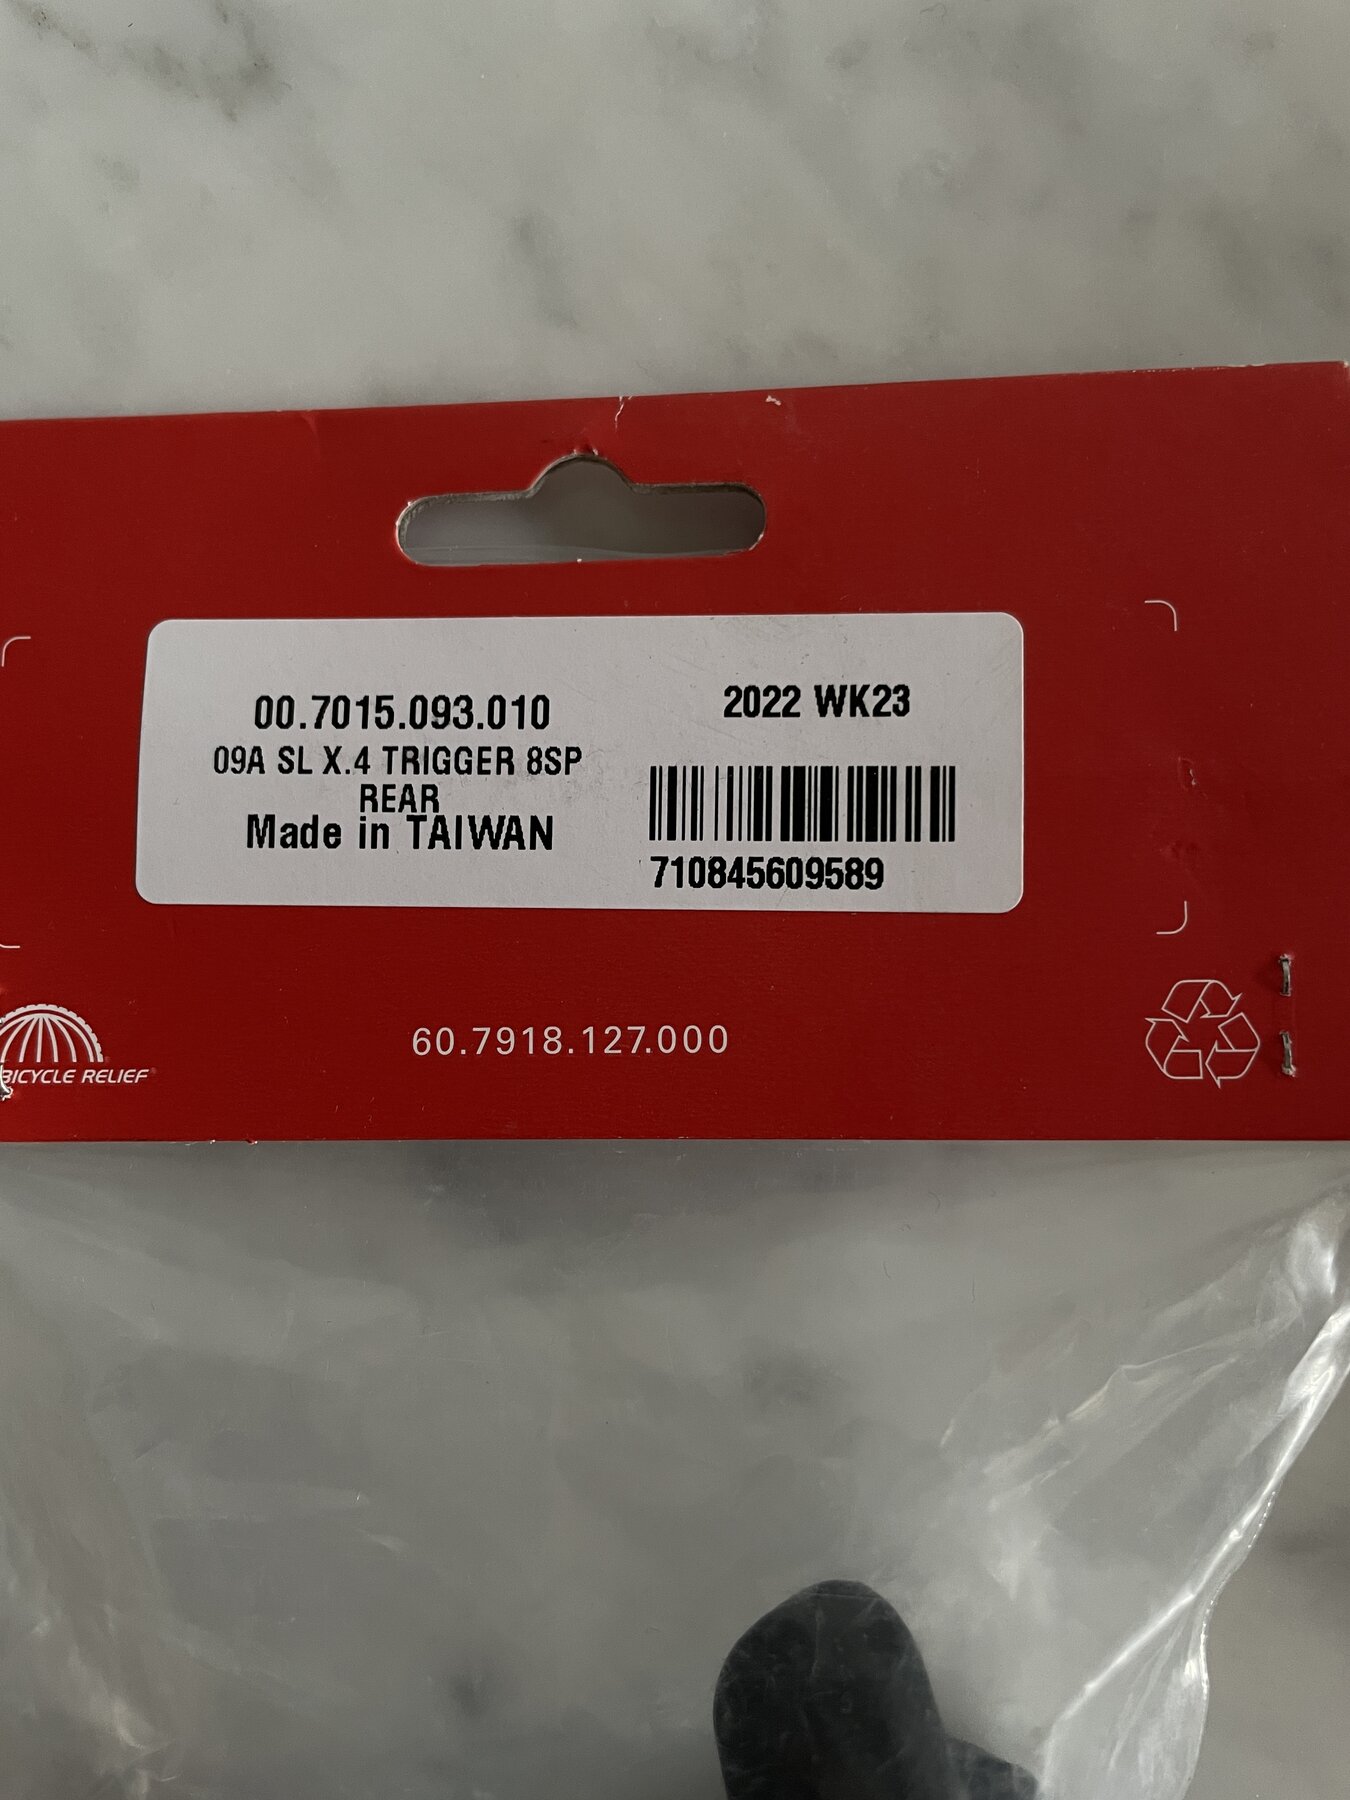 00.7015.093.010
09A SL X.4 TRIGGER 8SP
REAR
Made in TAIWAN
2022 WK23
710845609589
BICYCLE RELIEF
60.7918.127.000